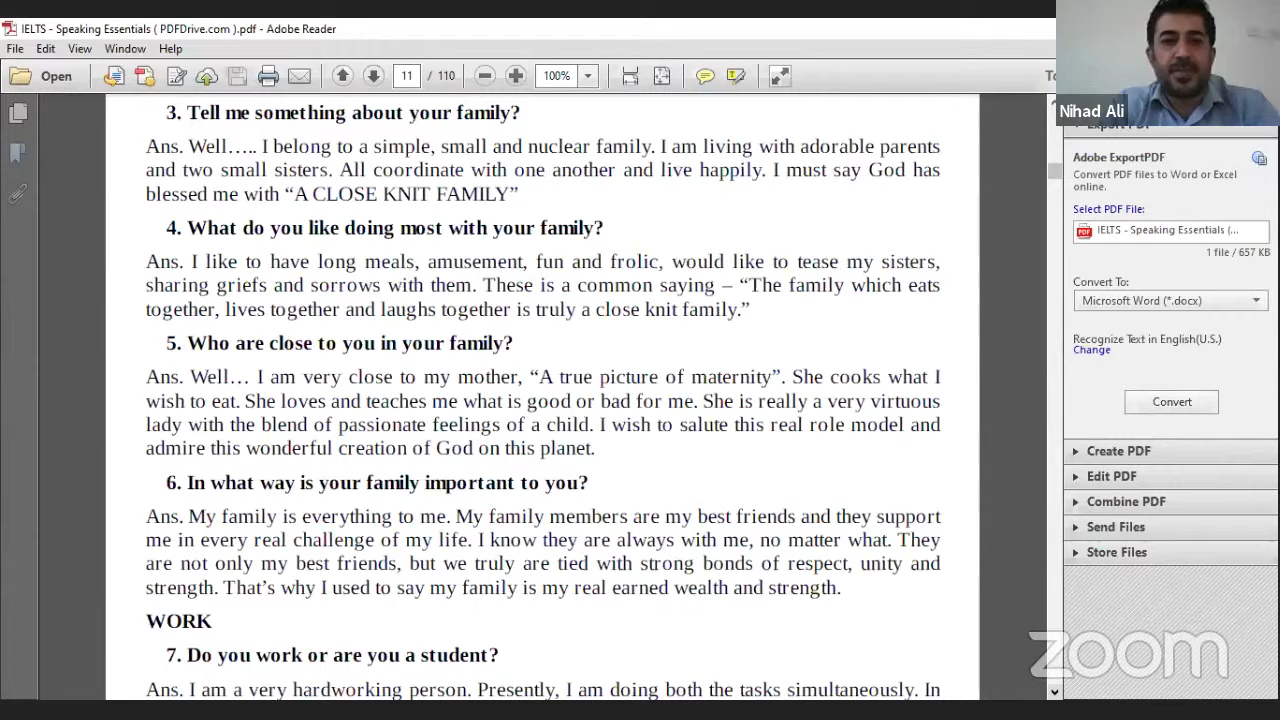 IELTS - Speaking Essentials ( PDFDrive.com ).pdf - Adobe Reader
File Edit View Window Help
Open 11 / 110 100%
Nihad Ali
3. Tell me something about your family?
Ans. Well….. I belong to a simple, small and nuclear family. I am living with adorable parents
and two small sisters. All coordinate with one another and live happily. I must say God has
blessed me with “A CLOSE KNIT FAMILY”
4. What do you like doing most with your family?
Ans. I like to have long meals, amusement, fun and frolic, would like to tease my sisters,
sharing griefs and sorrows with them. These is a common saying – “The family which eats
together, lives together and laughs together is truly a close knit family.”
5. Who are close to you in your family?
Ans. Well… I am very close to my mother, “A true picture of maternity”. She cooks what I
wish to eat. She loves and teaches me what is good or bad for me. She is really a very virtuous
lady with the blend of passionate feelings of a child. I wish to salute this real role model and
admire this wonderful creation of God on this planet.
6. In what way is your family important to you?
Ans. My family is everything to me. My family members are my best friends and they support
me in every real challenge of my life. I know they are always with me, no matter what. They
are not only my best friends, but we truly are tied with strong bonds of respect, unity and
strength. That’s why I used to say my family is my real earned wealth and strength.
WORK
7. Do you work or are you a student?
Ans. I am a very hardworking person. Presently, I am doing both the tasks simultaneously. In
Adobe ExportPDF
Convert PDF files to Word or Excel
online.
Select PDF File:
IELTS - Speaking Essentials (...
1 file / 657 KB
Convert To:
Microsoft Word (*.docx)
Recognize Text in English(U.S.)
Change
Convert
Create PDF
Edit PDF
Combine PDF
Send Files
Store Files
zoom